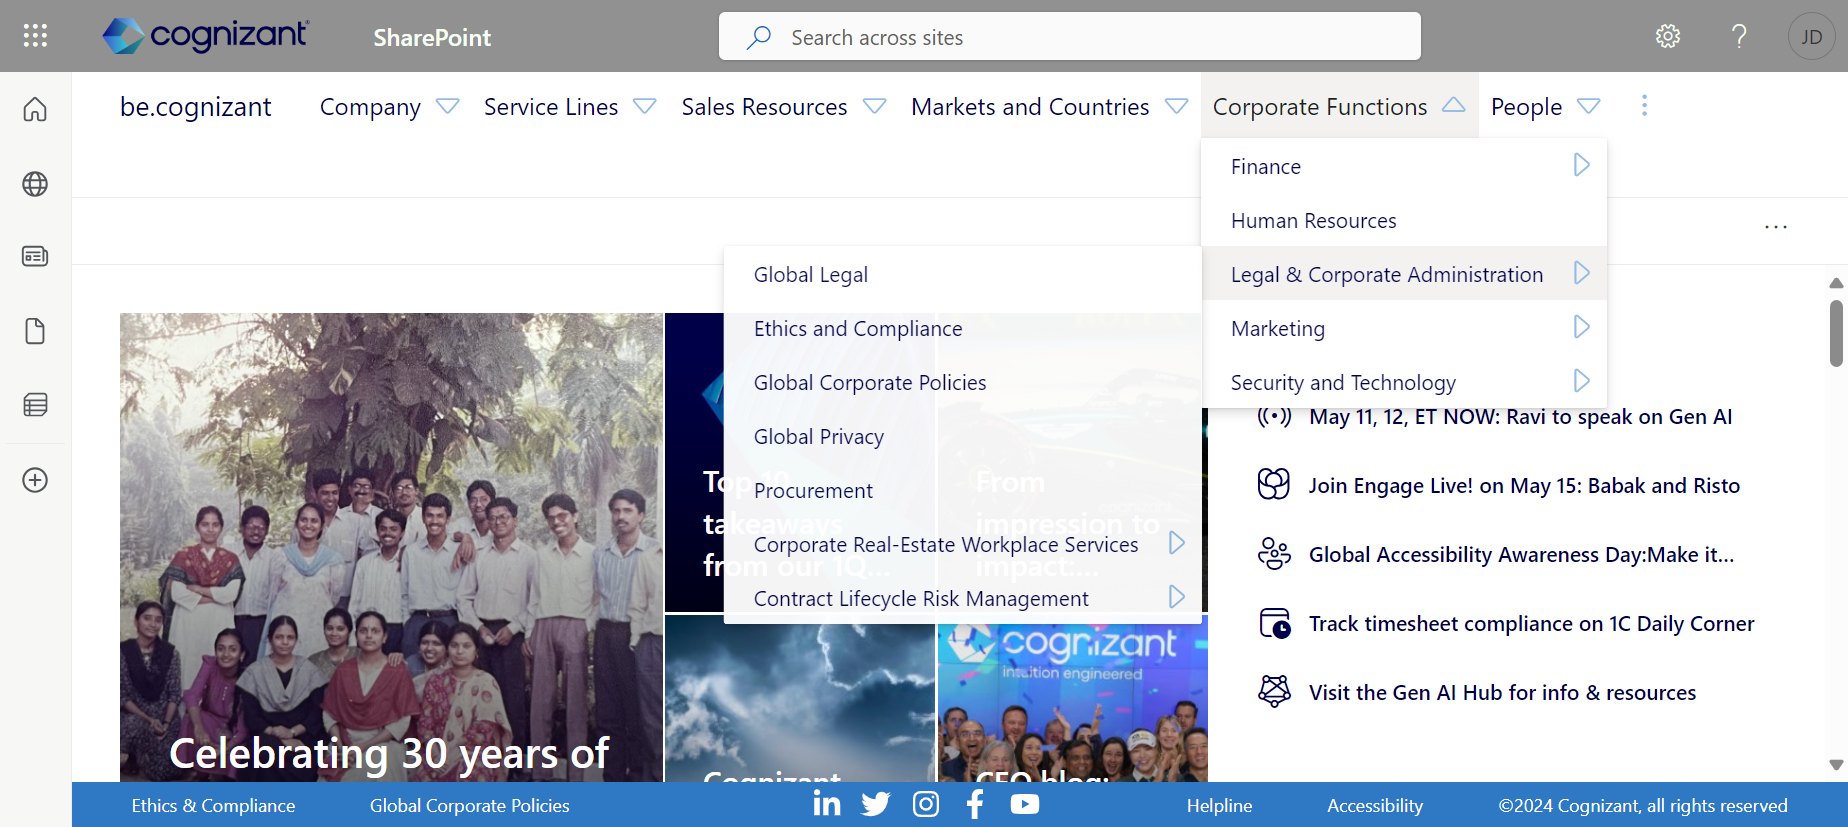 cognizant
SharePoint
Search across sites
JD
be.cognizant
Company
Service Lines
Sales Resources
Markets and Countries
Corporate Functions
People
Finance
Human Resources
Legal & Corporate Administration
Marketing
Security and Technology
Global Legal
Ethics and Compliance
Global Corporate Policies
Global Privacy
Procurement
Corporate Real-Estate Workplace Services
Contract Lifecycle Risk Management
Top 10
takeaways
from our 1Q...
From
impression to
impact:...
Celebrating 30 years of
Cognizant
cognizant
intuition engineered
CEO blog:
May 11, 12, ET NOW: Ravi to speak on Gen AI
Join Engage Live! on May 15: Babak and Risto
Global Accessibility Awareness Day:Make it...
Track timesheet compliance on 1C Daily Corner
Visit the Gen AI Hub for info & resources
Ethics & Compliance
Global Corporate Policies
Helpline
Accessibility
©2024 Cognizant, all rights reserved